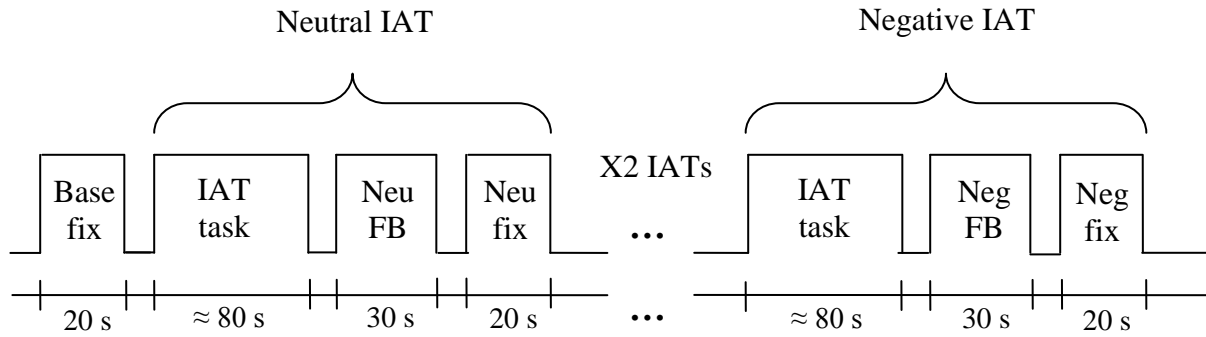 Neutral IAT
Negative IAT
Base
fix
IAT
task
Neu
FB
Neu
fix
X2 IATs
...
IAT
task
Neg
FB
Neg
fix
20 s
≈ 80 s
30 s
20 s
...
≈ 80 s
30 s
20 s